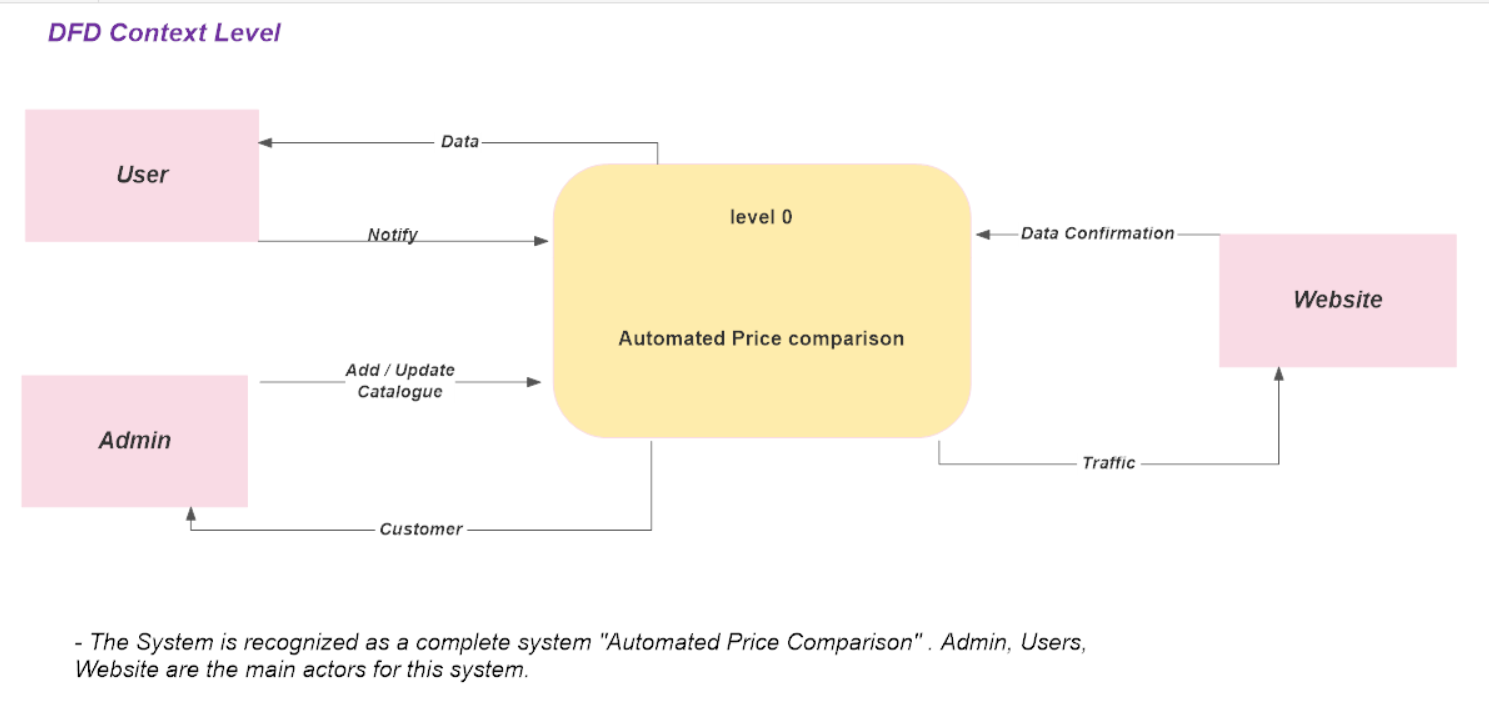 DFD Context Level
Data
User
level 0
Notify
Data Confirmation
Website
Automated Price comparison
Add / Update
Catalogue
Admin
Traffic
Customer
- The System is recognized as a complete system "Automated Price Comparison" . Admin, Users,
Website are the main actors for this system.